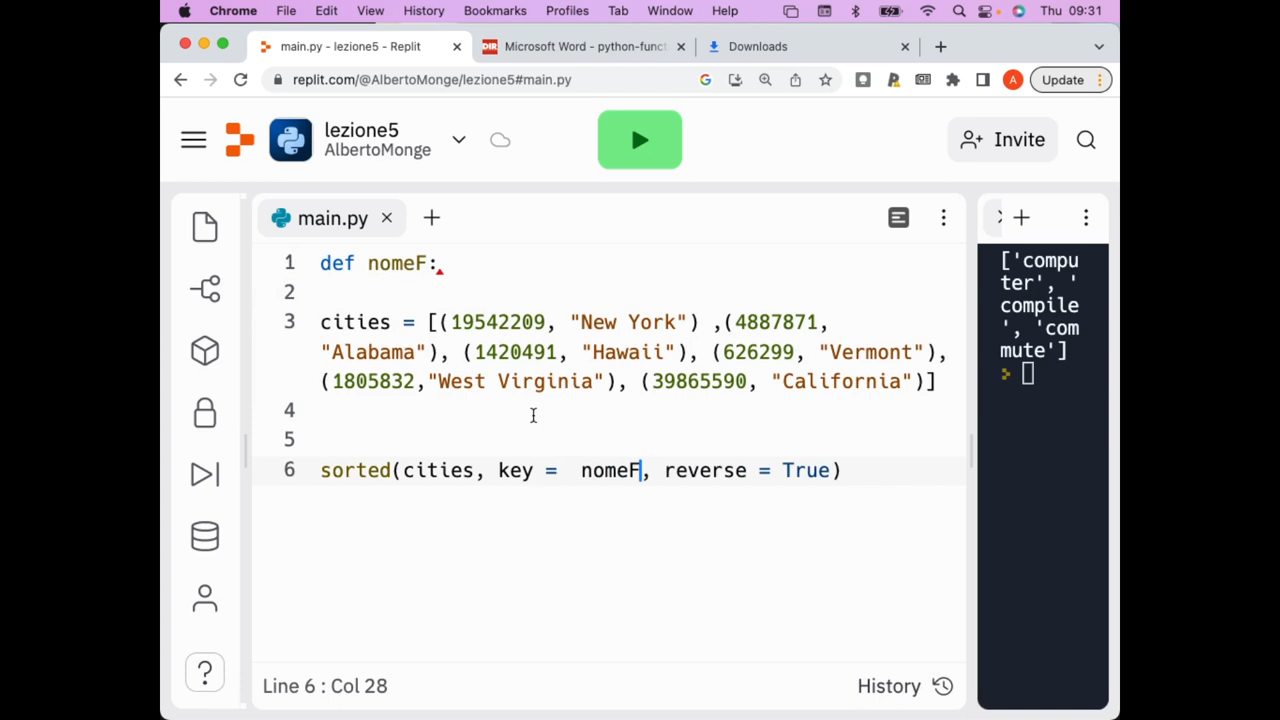 Chrome File Edit View History Bookmarks Profiles Tab Window Help Thu 09:31
main.py - lezione5 - Replit DIR Microsoft Word - python-funct Downloads
replit.com/@AlbertoMonge/lezione5#main.py A Update
lezione5
AlbertoMonge
Invite
main.py
1 def nomeF:
2
3 cities = [(19542209, "New York") ,(4887871,
"Alabama"), (1420491, "Hawaii"), (626299, "Vermont"),
(1805832,"West Virginia"), (39865590, "California")]
4
5
6 sorted(cities, key =  nomeF, reverse = True)
['compu
ter', '
compile
', 'com
mute']
Line 6 : Col 28
History